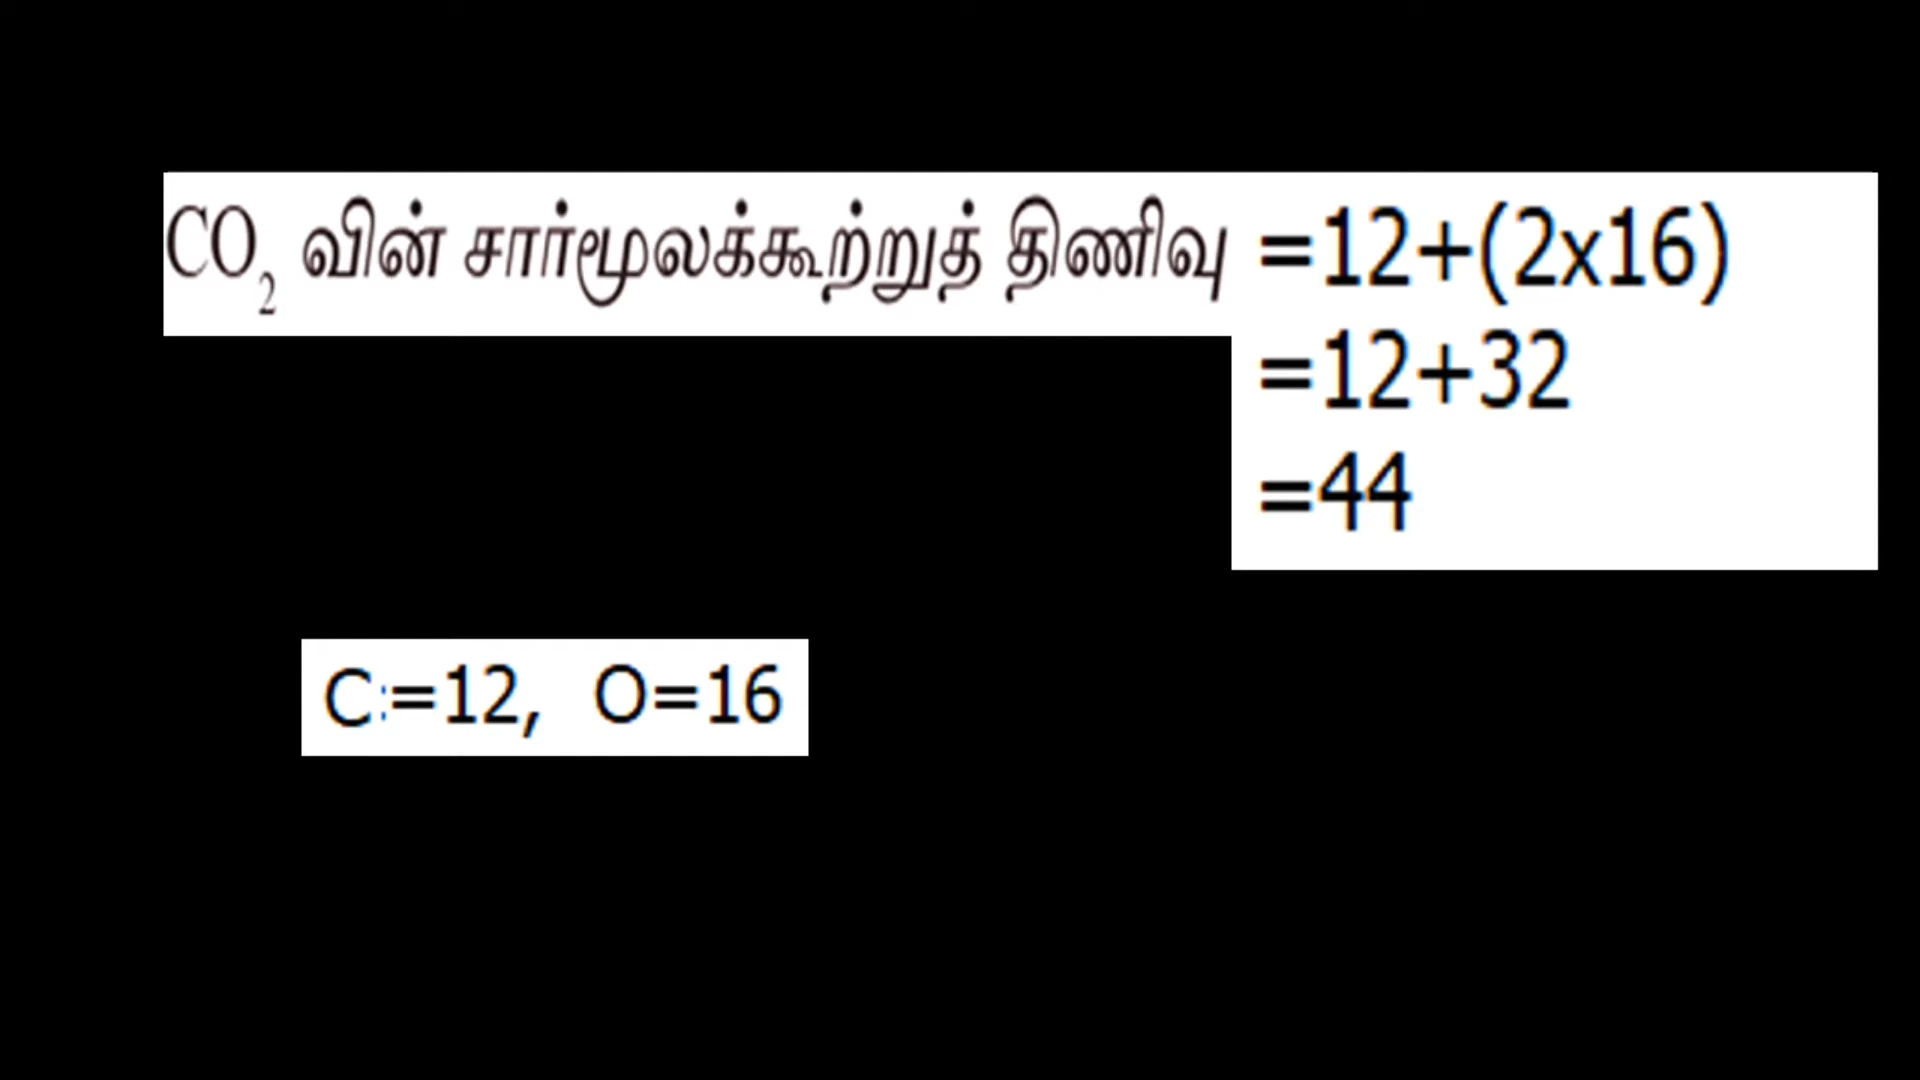 CO₂ வின் சார்மூலக்கூற்றுத் திணிவு =12+(2x16)
=12+32
=44
C:=12, O=16